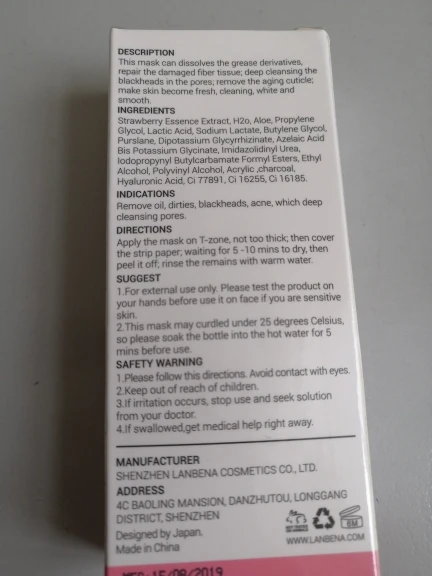 DESCRIPTION
This mask can dissolves the grease derivatives,
repair the damaged fiber tissue; deep cleansing the
blackheads in the pores; remove the aging cuticle;
make skin become fresh, cleaning, white and
smooth.
INGREDIENTS
Strawberry Essence Extract, H2o, Aloe, Propylene
Glycol, Lactic Acid, Sodium Lactate, Butylene Glycol,
Purslane, Dipotassium Glycyrrhizinate, Azelaic Acid
Bis Potassium Glycinate, Imidazolidinyl Urea,
Iodopropynyl Butylcarbamate Formyl Esters, Ethyl
Alcohol, Polyvinyl Alcohol, Acrylic ,charcoal,
Hyaluronic Acid, Ci 77891, Ci 16255, Ci 16185.
INDICATIONS
Remove oil, dirties, blackheads, acne, which deep
cleansing pores.
DIRECTIONS
Apply the mask on T-zone, not too thick; then cover
the strip paper; waiting for 5 -10 mins to dry, then
peel it off; rinse the remains with warm water.
SUGGEST
1.For external use only. Please test the product on
your hands before use it on face if you are sensitive
skin.
2.This mask may curdled under 25 degrees Celsius,
so please soak the bottle into the hot water for 5
mins before use.
SAFETY WARNING
1.Please follow this directions. Avoid contact with eyes.
2.Keep out of reach of children.
3.If irritation occurs, stop use and seek solution
from your doctor.
4.If swallowed,get medical help right away.
MANUFACTURER
SHENZHEN LANBENA COSMETICS CO., LTD.
ADDRESS
4C BAOLING MANSION, DANZHUTOU, LONGGANG
DISTRICT, SHENZHEN
Designed by Japan.
Made in China
6M
WWW.LANBENA.COM
MFG:15/08/2019